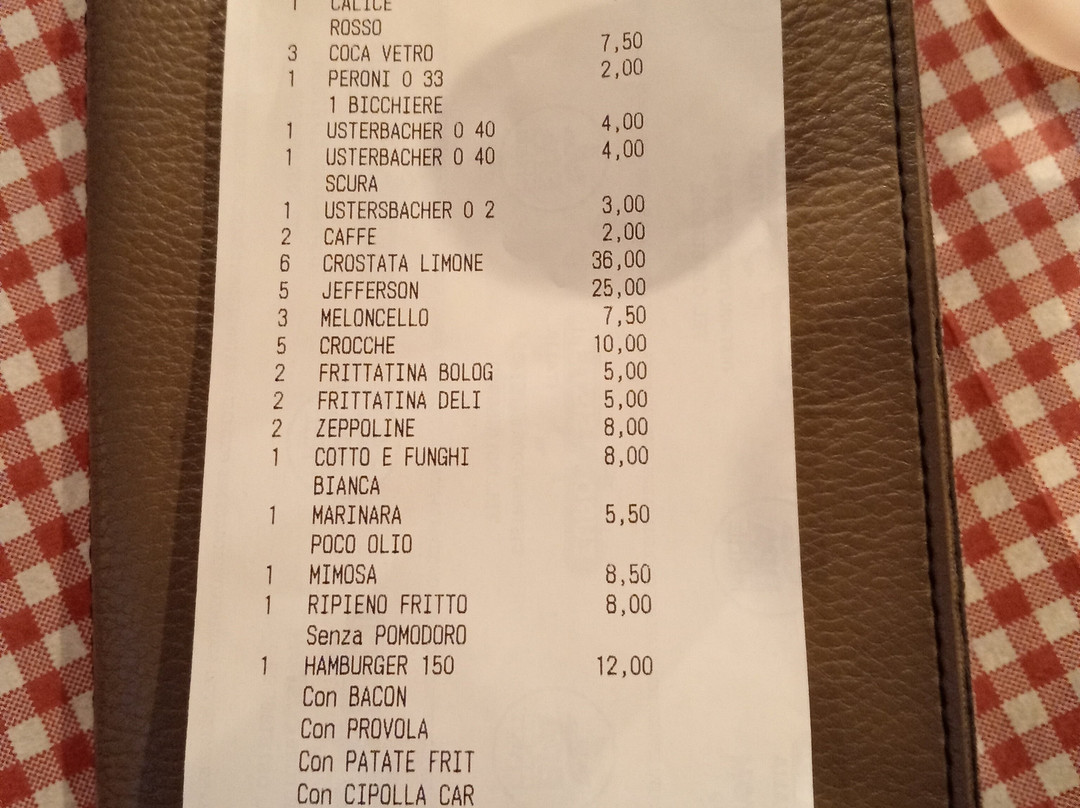 1 CALICE
ROSSO
3 COCA VETRO 7,50
1 PERONI 0 33 2,00
1 BICCHIERE
1 USTERBACHER 0 40 4,00
1 USTERBACHER 0 40 4,00
SCURA
1 USTERSBACHER 0 2 3,00
2 CAFFE 2,00
6 CROSTATA LIMONE 36,00
5 JEFFERSON 25,00
3 MELONCELLO 7,50
5 CROCCHE 10,00
2 FRITTATINA BOLOG 5,00
2 FRITTATINA DELI 5,00
2 ZEPPOLINE 8,00
1 COTTO E FUNGHI 8,00
BIANCA
1 MARINARA 5,50
POCO OLIO
1 MIMOSA 8,50
1 RIPIENO FRITTO 8,00
Senza POMODORO
1 HAMBURGER 150 12,00
Con BACON
Con PROVOLA
Con PATATE FRIT
Con CIPOLLA CAR